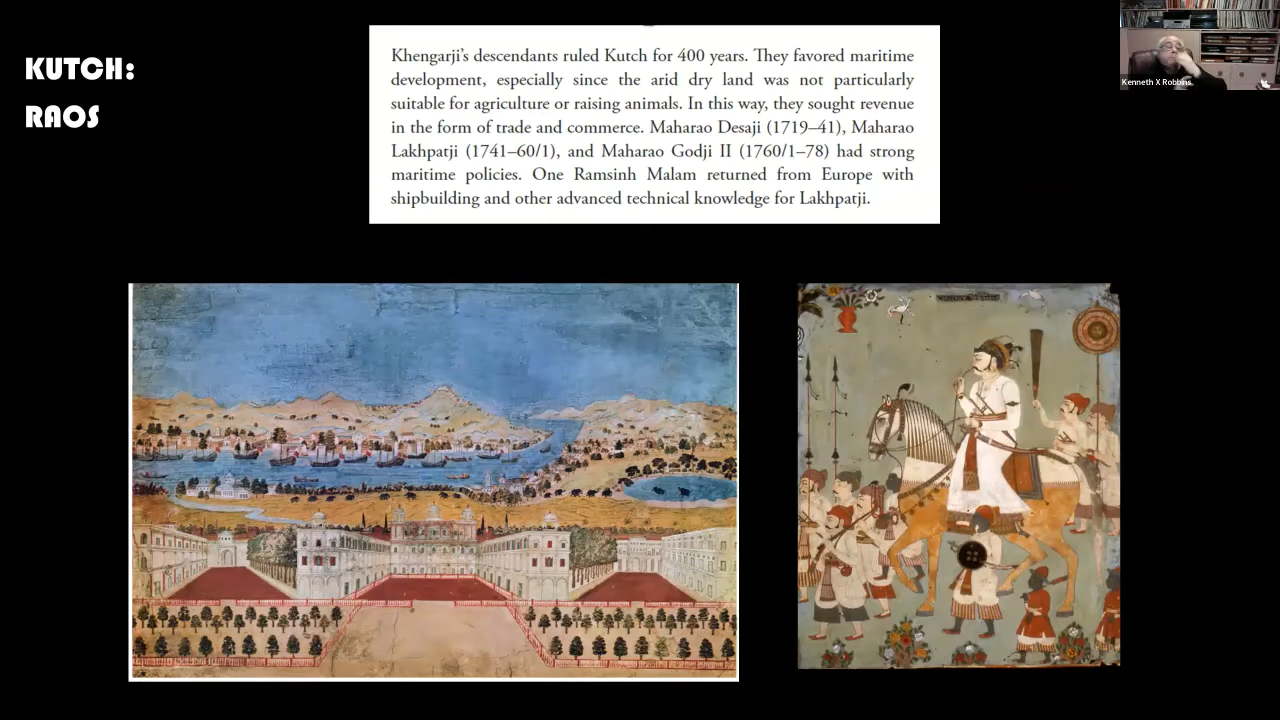 KUTCH:
RAOS
Khengarji's descendants ruled Kutch for 400 years. They favored maritime
development, especially since the arid dry land was not particularly
suitable for agriculture or raising animals. In this way, they sought revenue
in the form of trade and commerce. Maharao Desaji (1719–41), Maharao
Lakhpatji (1741–60/1), and Maharao Godji II (1760/1–78) had strong
maritime policies. One Ramsinh Malam returned from Europe with
shipbuilding and other advanced technical knowledge for Lakhpatji.
Kenneth X Robbins